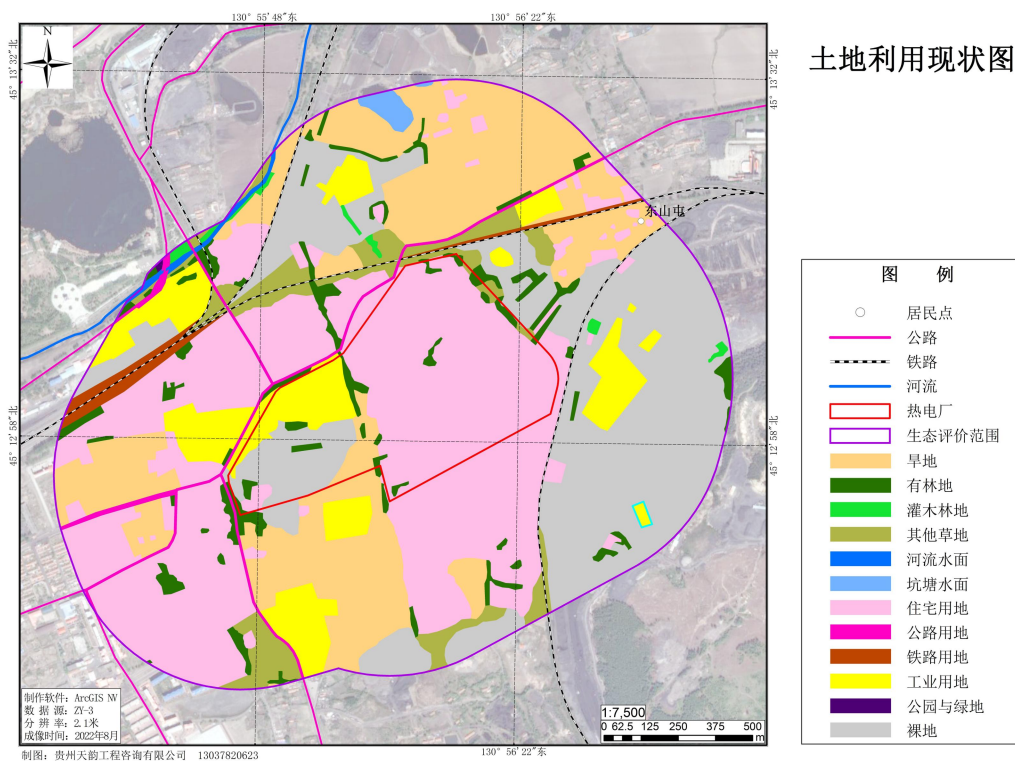 土地利用现状图
130° 55′48″东
130° 56′22″东
N
45° 13′32″北
45° 13′32″北
东山屯
45° 12′58″北
45° 12′58″北
图 例
居民点
公路
铁路
河流
热电厂
生态评价范围
旱地
有林地
灌木林地
其他草地
河流水面
坑塘水面
住宅用地
公路用地
铁路用地
工业用地
公园与绿地
裸地
制作软件：ArcGIS NV
数 据 源：ZY-3
分 辨 率：2.1米
成像时间：2022年8月
1:7,500
0 62.5 125 250 375 500
m
制图：贵州天韵工程咨询有限公司 13037820623
130° 56′22″东